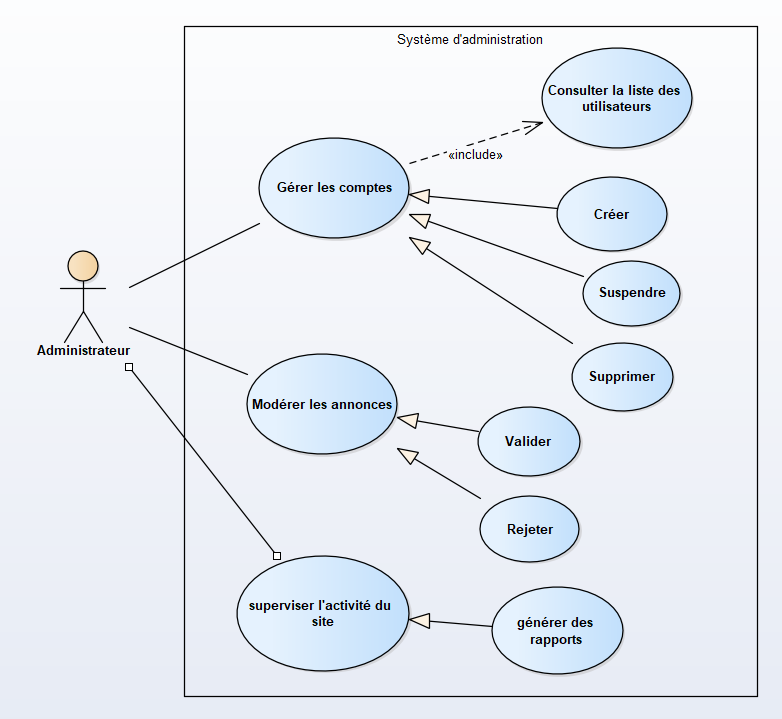 Système d'administration
Consulter la liste des
utilisateurs
«include»
Gérer les comptes
Créer
Suspendre
Administrateur
Supprimer
Modérer les annonces
Valider
Rejeter
superviser l'activité du
site
générer des
rapports